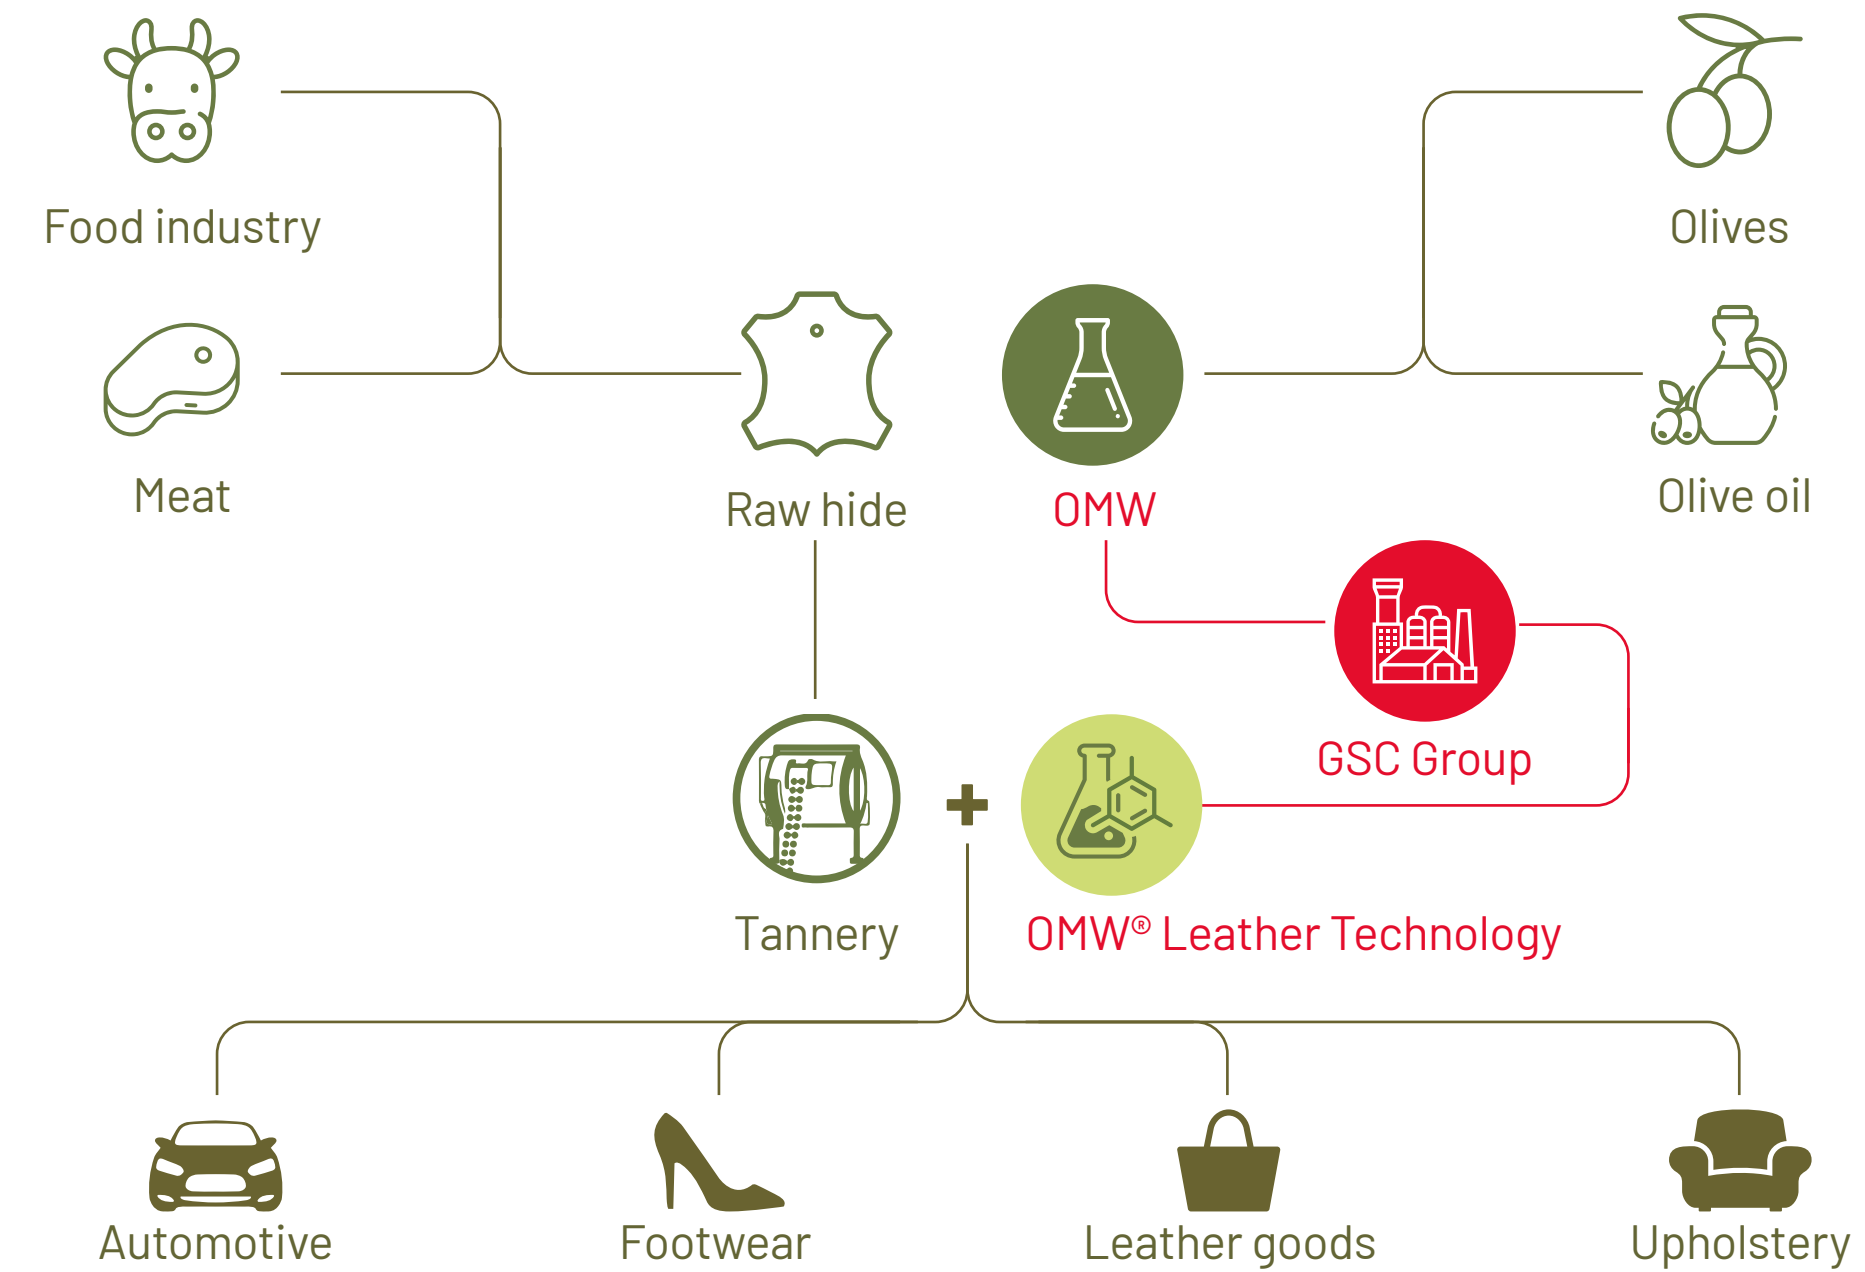 Food industry
Olives
Meat
Raw hide
OMW
Olive oil
GSC Group
Tannery
OMW® Leather Technology
Automotive
Footwear
Leather goods
Upholstery